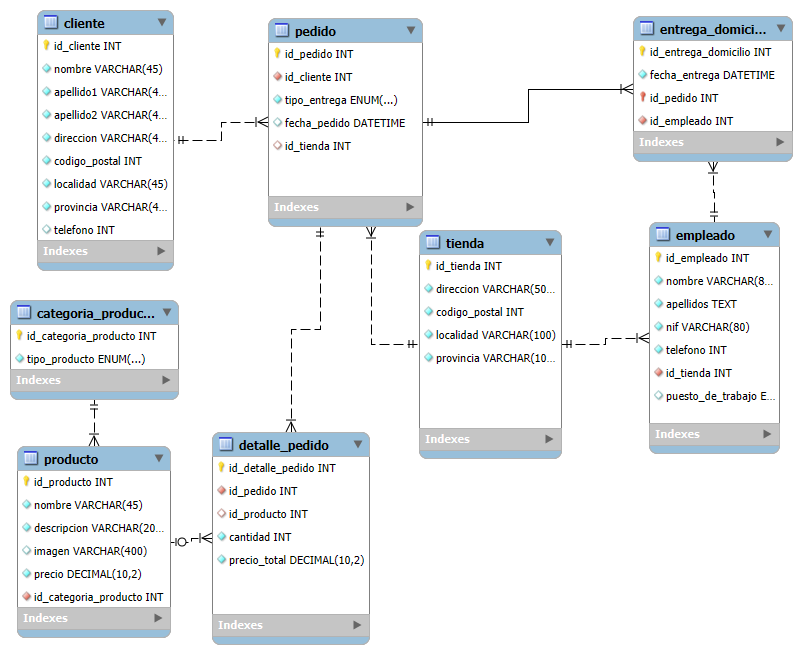 cliente
id_cliente INT
nombre VARCHAR(45)
apellido1 VARCHAR(4...
apellido2 VARCHAR(4...
direccion VARCHAR(4...
codigo_postal INT
localidad VARCHAR(45)
provincia VARCHAR(4...
telefono INT
Indexes
pedido
id_pedido INT
id_cliente INT
tipo_entrega ENUM(...)
fecha_pedido DATETIME
id_tienda INT
Indexes
entrega_domici...
id_entrega_domicilio INT
fecha_entrega DATETIME
id_pedido INT
id_empleado INT
Indexes
tienda
id_tienda INT
direccion VARCHAR(50...
codigo_postal INT
localidad VARCHAR(100)
provincia VARCHAR(10...
Indexes
empleado
id_empleado INT
nombre VARCHAR(8...
apellidos TEXT
nif VARCHAR(80)
telefono INT
id_tienda INT
puesto_de_trabajo E...
Indexes
categoria_produc...
id_categoria_producto INT
tipo_producto ENUM(...)
Indexes
producto
id_producto INT
nombre VARCHAR(45)
descripcion VARCHAR(20...
imagen VARCHAR(400)
precio DECIMAL(10,2)
id_categoria_producto INT
Indexes
detalle_pedido
id_detalle_pedido INT
id_pedido INT
id_producto INT
cantidad INT
precio_total DECIMAL(10,2)
Indexes